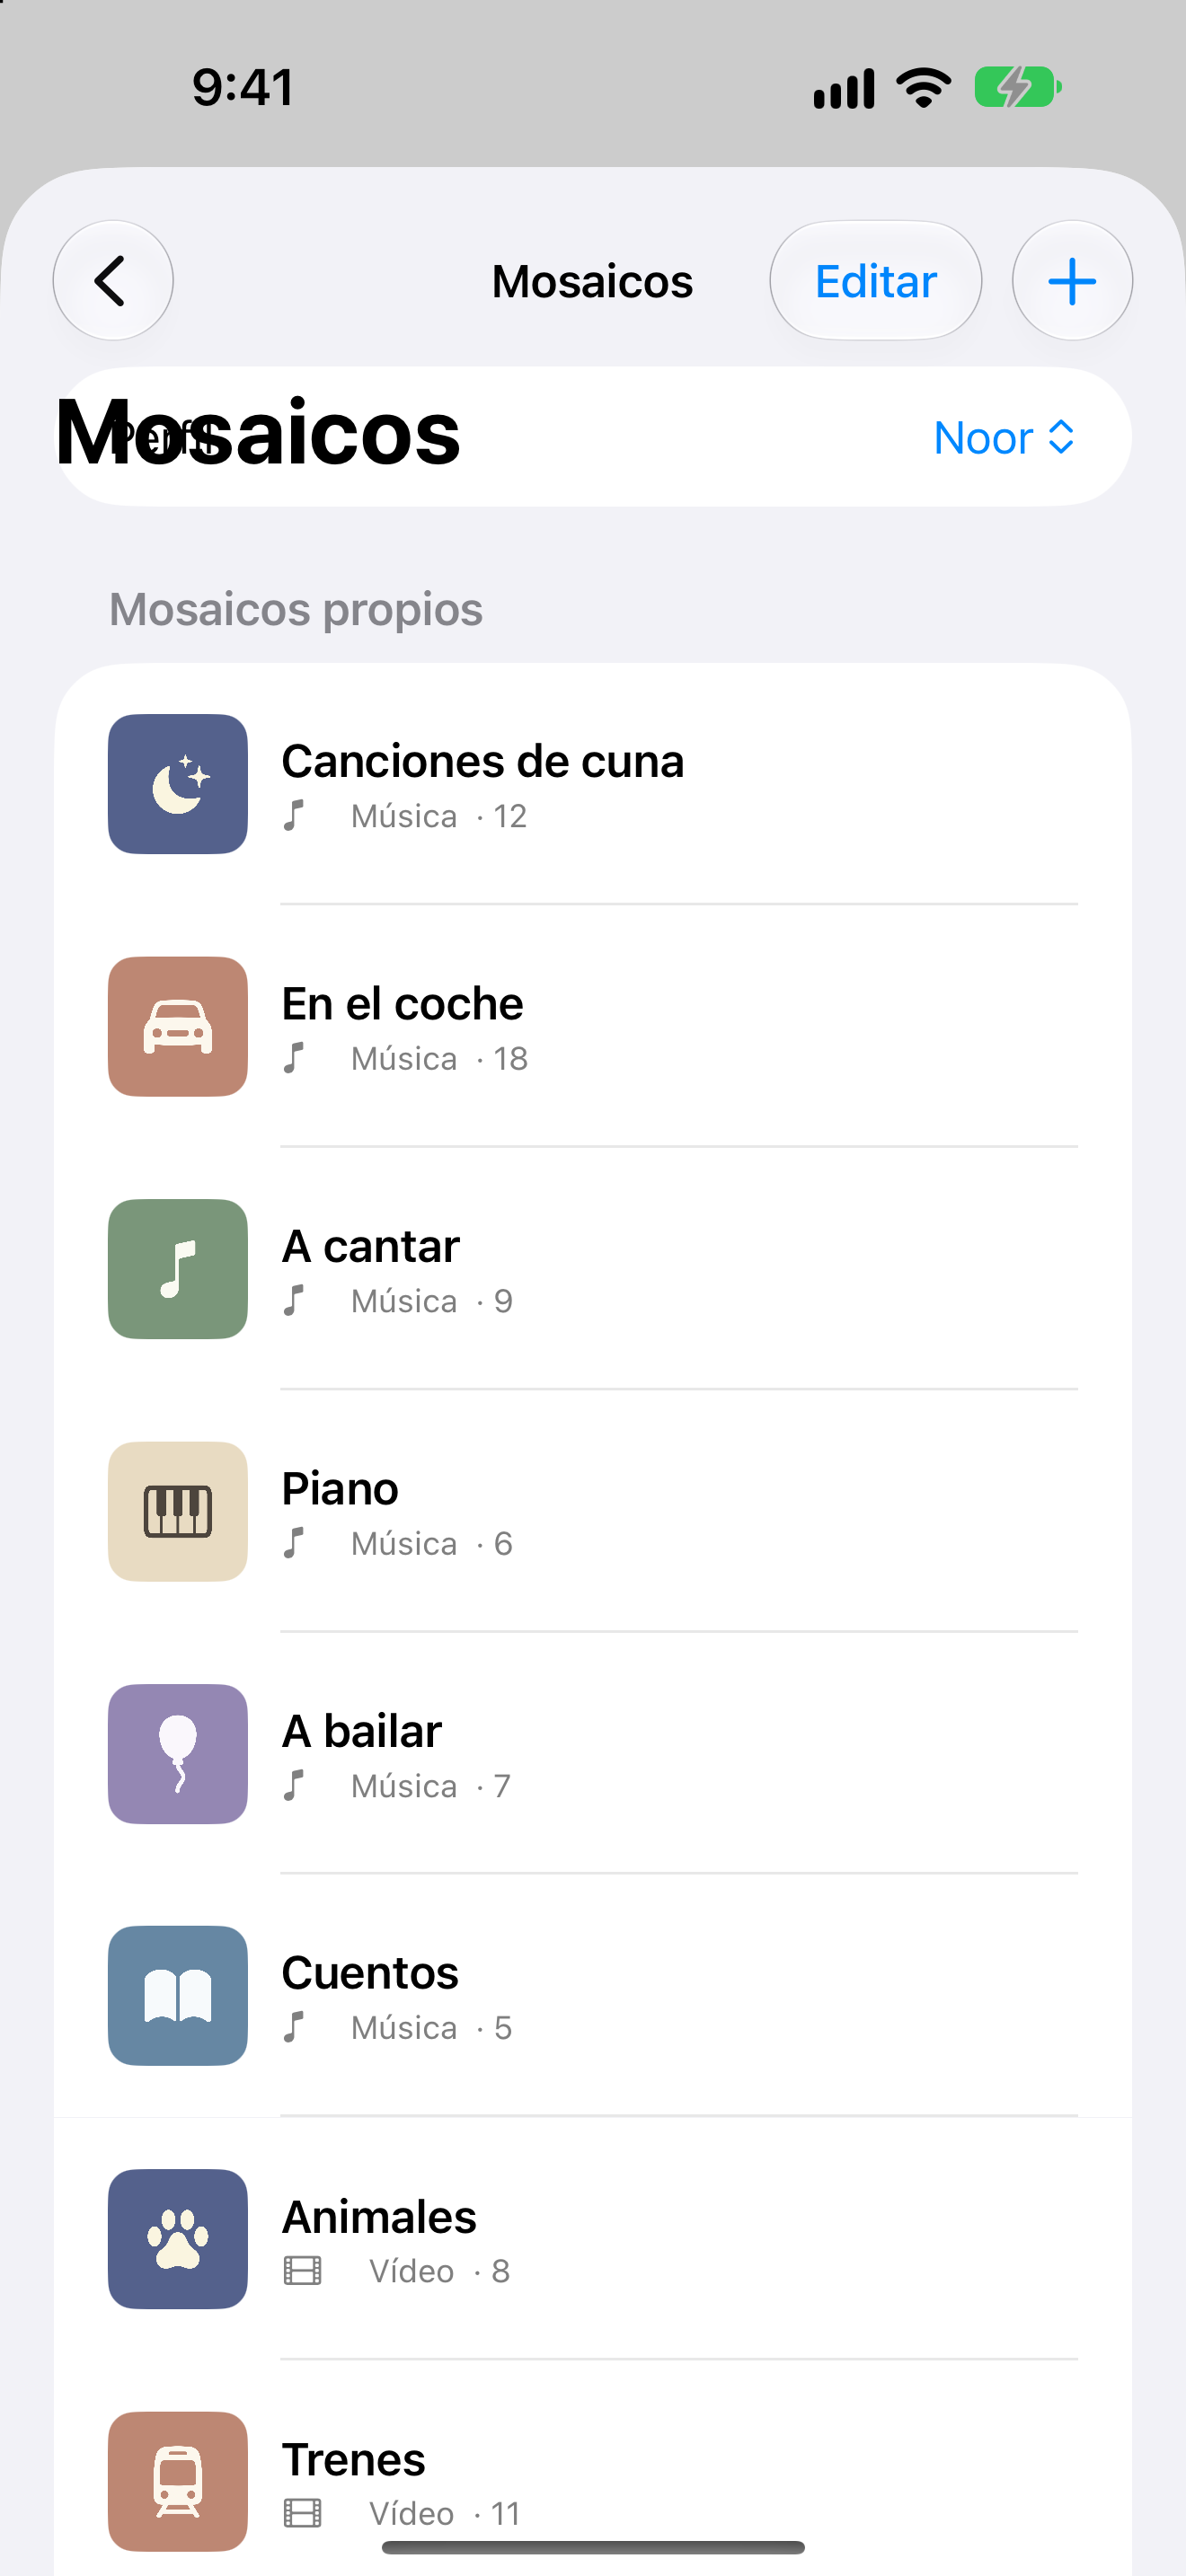 9:41
Mosaicos
Editar
Mosaicos
Perfil
Noor
Mosaicos propios
Canciones de cuna
Música · 12
En el coche
Música · 18
A cantar
Música · 9
Piano
Música · 6
A bailar
Música · 7
Cuentos
Música · 5
Animales
Vídeo · 8
Trenes
Vídeo · 11